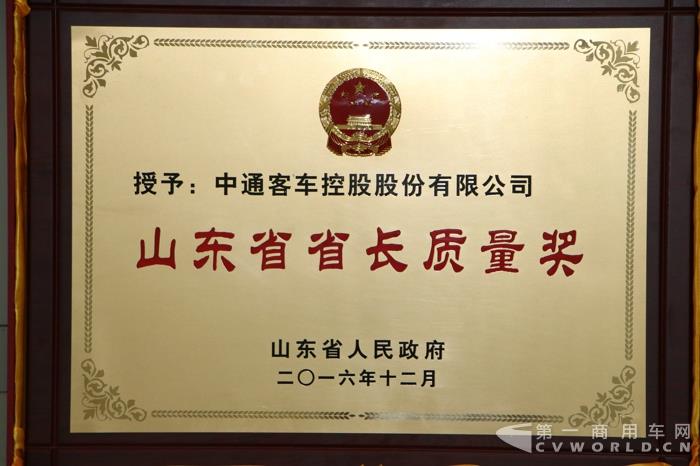 授予：中通客车控股股份有限公司
山东省省长质量奖
山东省人民政府
二〇一六年十二月
第一商用车网
CVWORLD.CN